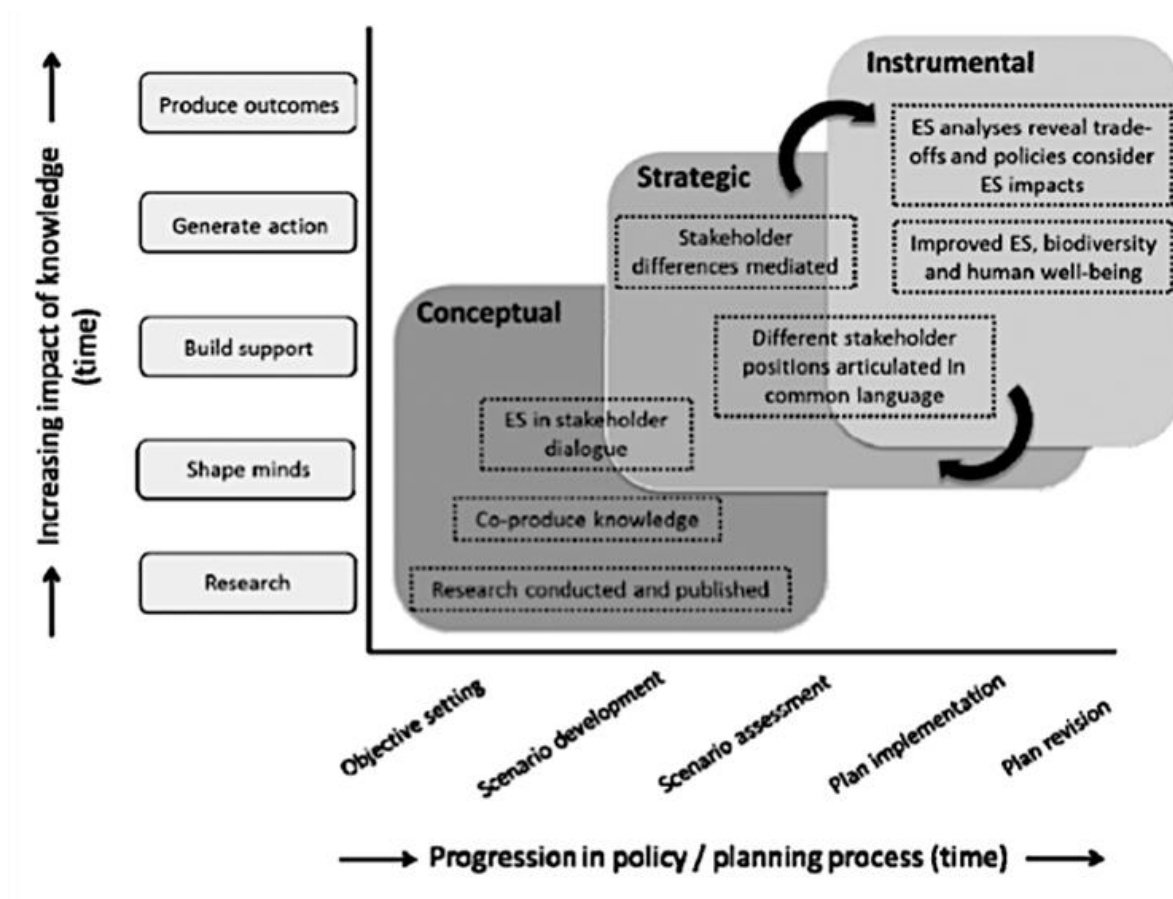 Increasing impact of knowledge
(time)
Produce outcomes
Generate action
Build support
Shape minds
Research
Instrumental
ES analyses reveal trade-
offs and policies consider
ES impacts
Improved ES, biodiversity
and human well-being
Strategic
Stakeholder
differences mediated
Different stakeholder
positions articulated in
common language
Conceptual
ES in stakeholder
dialogue
Co-produce knowledge
Research conducted and published
Objective setting
Scenario development
Scenario assessment
Plan implementation
Plan revision
Progression in policy / planning process (time)